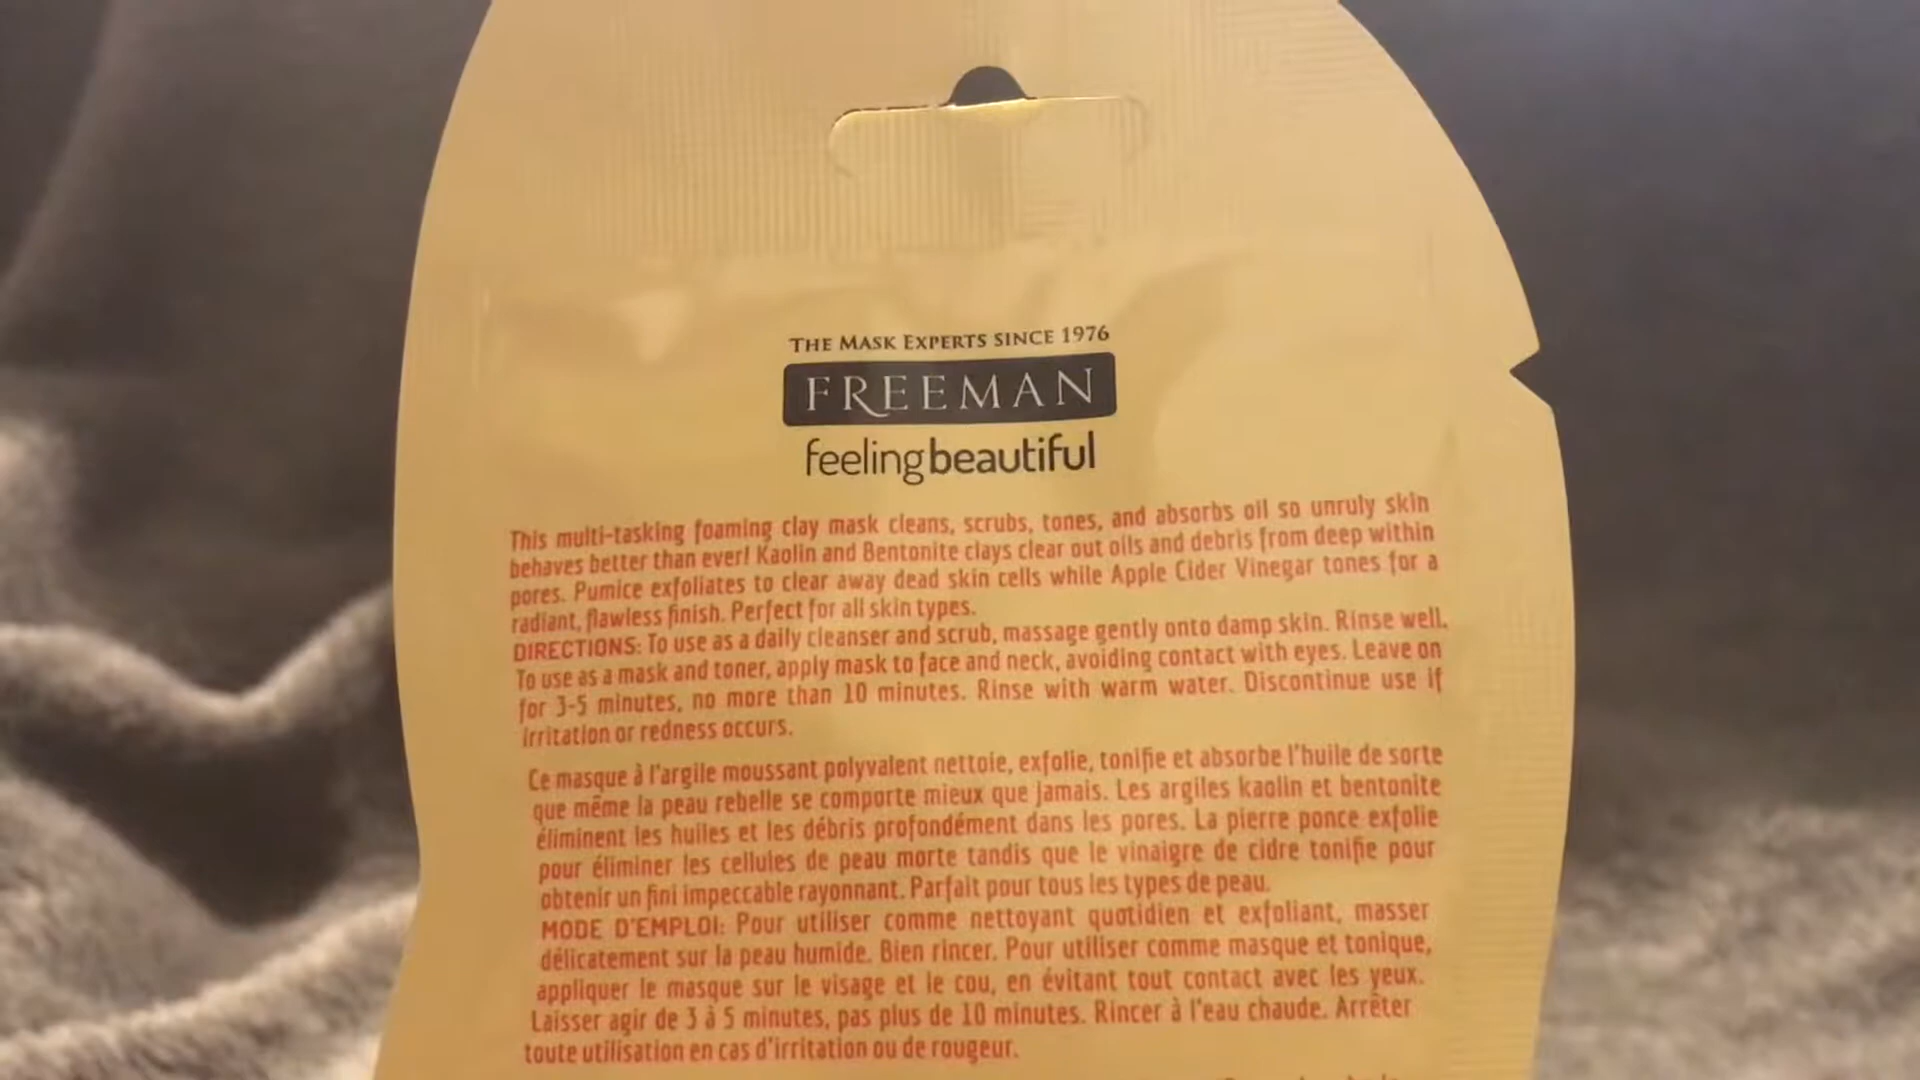 THE MASK EXPERTS SINCE 1976
FREEMAN
feelingbeautiful
This multi-tasking foaming clay mask cleans, scrubs, tones, and absorbs oil so unruly skin
behaves better than ever! Kaolin and Bentonite clays clear out oils and debris from deep within
pores. Pumice exfoliates to clear away dead skin cells while Apple Cider Vinegar tones for a
radiant, flawless finish. Perfect for all skin types.
DIRECTIONS: To use as a daily cleanser and scrub, massage gently onto damp skin. Rinse well.
To use as a mask and toner, apply mask to face and neck, avoiding contact with eyes. Leave on
for 3-5 minutes, no more than 10 minutes. Rinse with warm water. Discontinue use if
irritation or redness occurs.
Ce masque à l'argile moussant polyvalent nettoie, exfolie, tonifie et absorbe l'huile de sorte
que même la peau rebelle se comporte mieux que jamais. Les argiles kaolin et bentonite
éliminent les huiles et les débris profondément dans les pores. La pierre ponce exfolie
pour éliminer les cellules de peau morte tandis que le vinaigre de cidre tonifie pour
obtenir un fini impeccable rayonnant. Parfait pour tous les types de peau.
MODE D'EMPLOI: Pour utiliser comme nettoyant quotidien et exfoliant, masser
délicatement sur la peau humide. Bien rincer. Pour utiliser comme masque et tonique,
appliquer le masque sur le visage et le cou, en évitant tout contact avec les yeux.
Laisser agir de 3 à 5 minutes, pas plus de 10 minutes. Rincer à l'eau chaude. Arrêter
toute utilisation en cas d'irritation ou de rougeur.